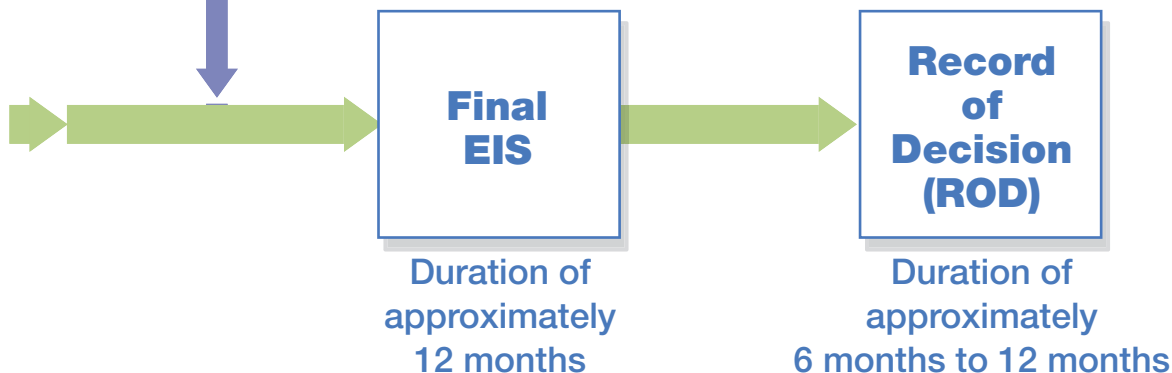 Final
EIS
Duration of
approximately
12 months
Record
of
Decision
(ROD)
Duration of
approximately
6 months to 12 months